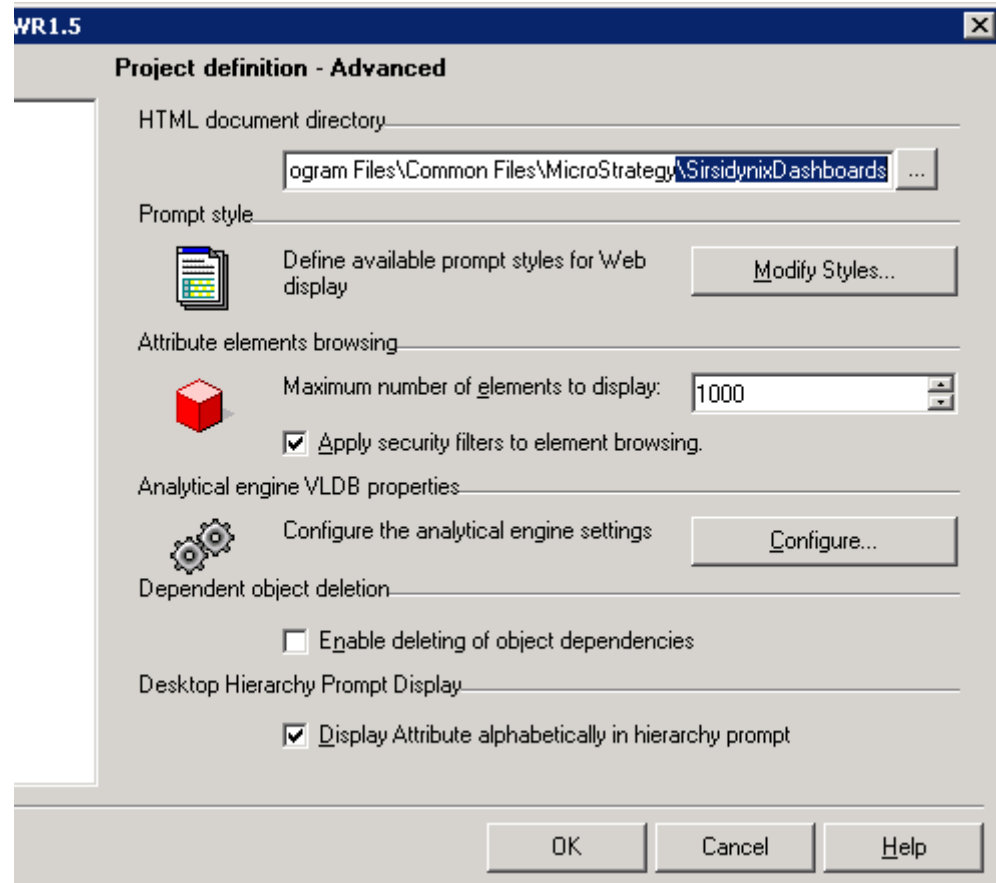 WR1.5
Project definition - Advanced
HTML document directory
ogram Files\Common Files\MicroStrategy\SirsidynixDashboards ...
Prompt style
Define available prompt styles for Web
display
Modify Styles...
Attribute elements browsing
Maximum number of elements to display: 1000
Apply security filters to element browsing.
Analytical engine VLDB properties
Configure the analytical engine settings Configure...
Dependent object deletion
Enable deleting of object dependencies
Desktop Hierarchy Prompt Display
Display Attribute alphabetically in hierarchy prompt
OK Cancel Help